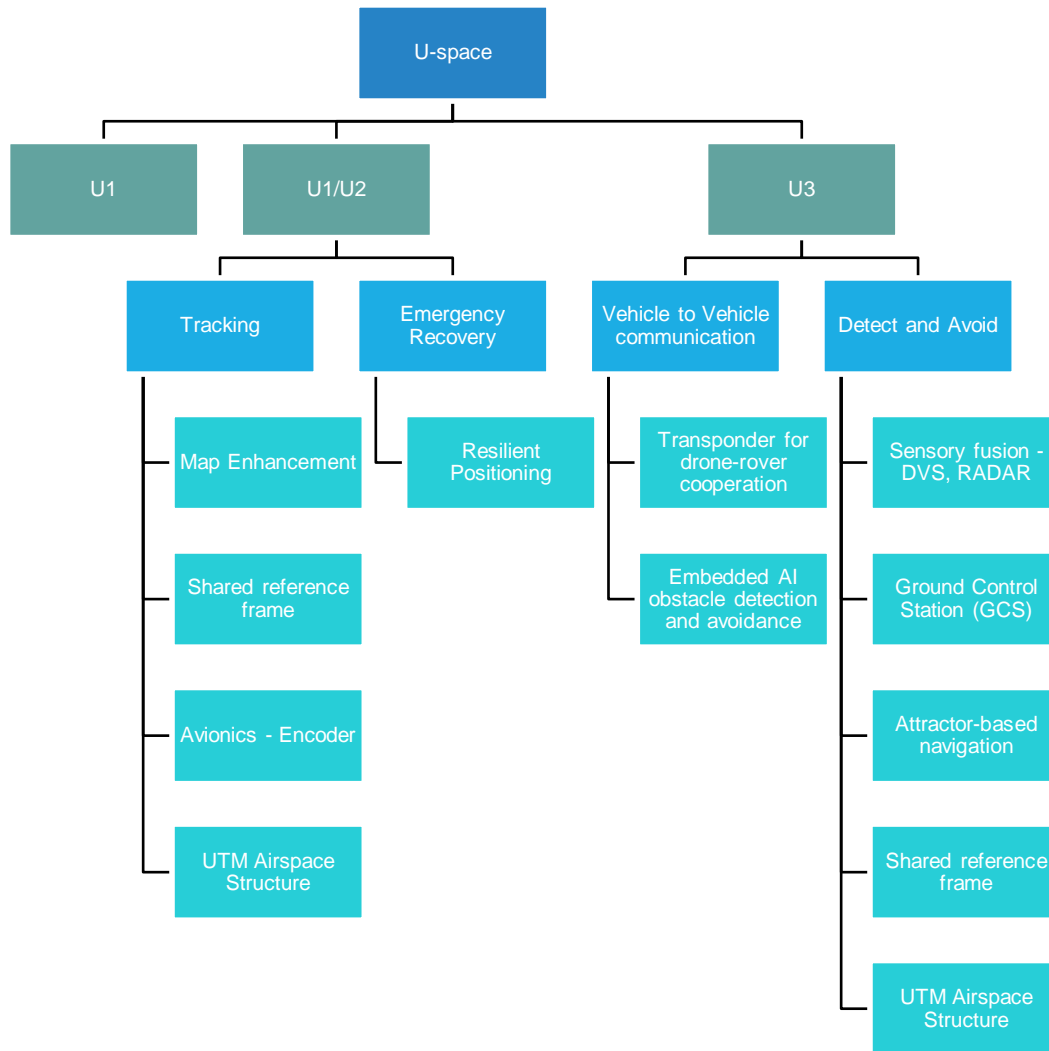 U-space
U1
U1/U2
U3
Tracking
Emergency
Recovery
Vehicle to Vehicle
communication
Detect and Avoid
Map Enhancement
Resilient
Positioning
Transponder for
drone-rover
cooperation
Sensory fusion -
DVS, RADAR
Shared reference
frame
Embedded AI
obstacle detection
and avoidance
Ground Control
Station (GCS)
Avionics - Encoder
Attractor-based
navigation
UTM Airspace
Structure
Shared reference
frame
UTM Airspace
Structure